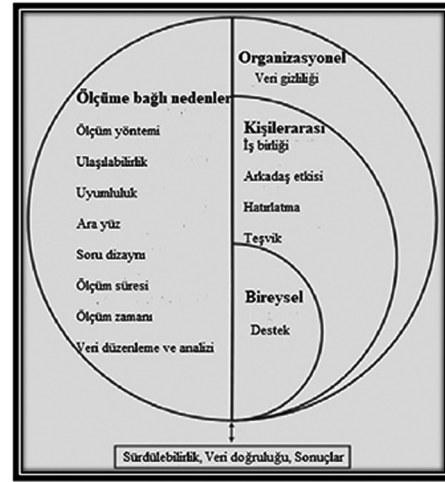 Ölçüme bağlı nedenler
Ölçüm yöntemi
Ulaşılabilirlik
Uyumluluk
Ara yüz
Soru dizaynı
Ölçüm süresi
Ölçüm zamanı
Veri düzenleme ve analizi
Organizasyonel
Veri gizliliği
Kişilerarası
İş birliği
Arkadaş etkisi
Hatırlatma
Teşvik
Bireysel
Destek
Sürdülebilirlik, Veri doğruluğu, Sonuçlar